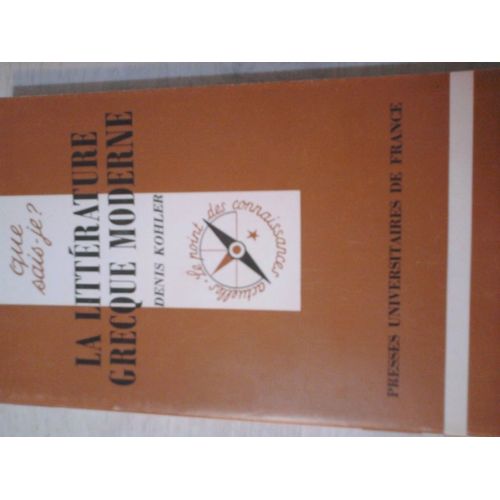 que
sais-je?
LA LITTÉRATURE
GRECQUE MODERNE
DENIS KOHLER
le point des connaissances actuelles
PRESSES UNIVERSITAIRES DE FRANCE